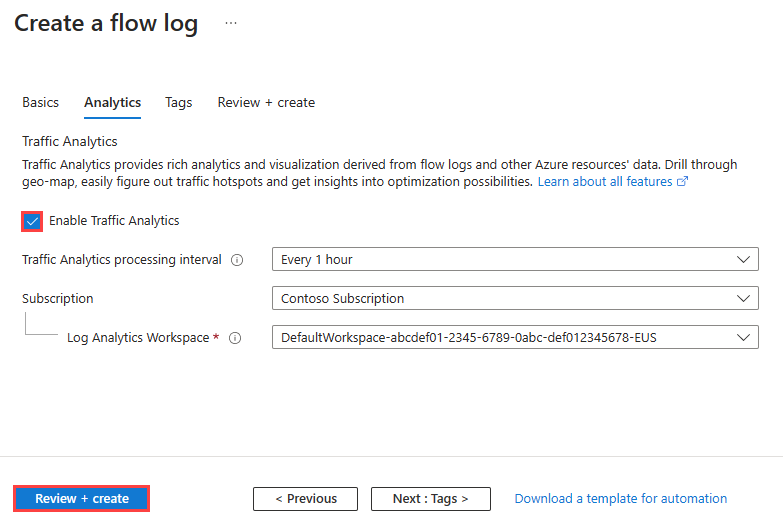 Create a flow log ...
Basics Analytics Tags Review + create
Traffic Analytics
Traffic Analytics provides rich analytics and visualization derived from flow logs and other Azure resources' data. Drill through
geo-map, easily figure out traffic hotspots and get insights into optimization possibilities. Learn about all features
Enable Traffic Analytics
Traffic Analytics processing interval Every 1 hour
Subscription Contoso Subscription
Log Analytics Workspace * DefaultWorkspace-abcdef01-2345-6789-0abc-def012345678-EUS
Review + create < Previous Next : Tags > Download a template for automation